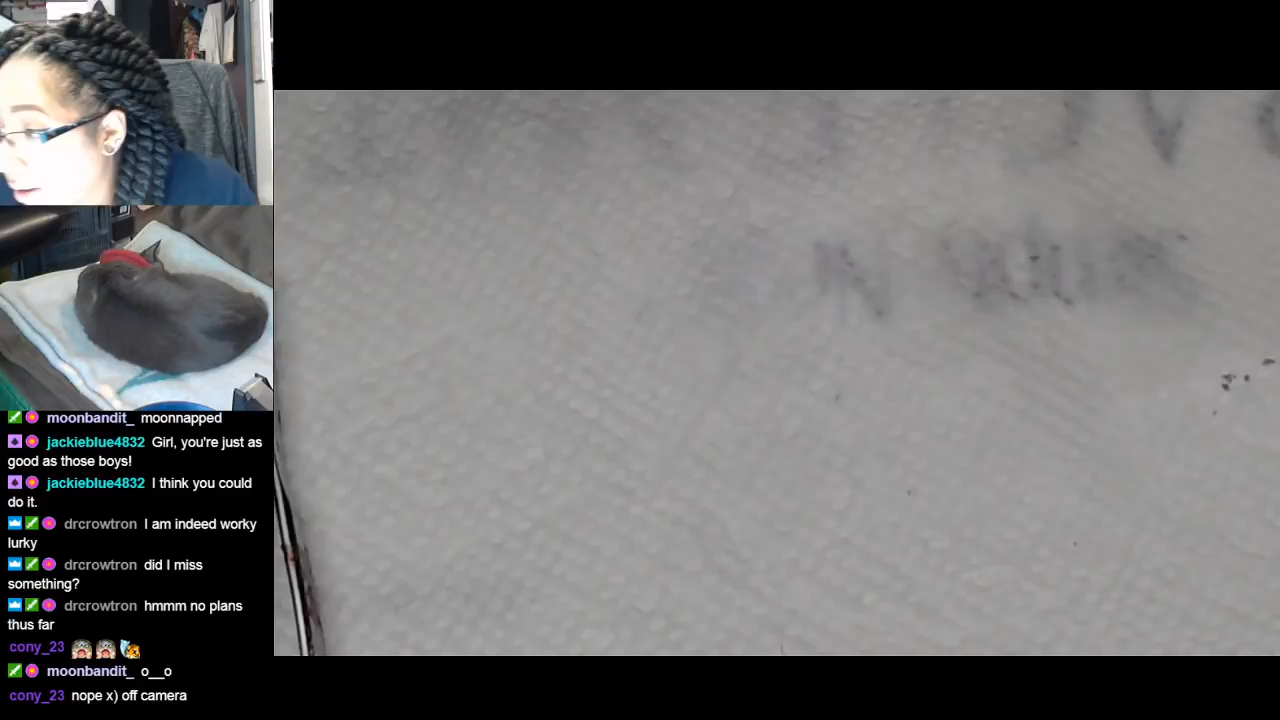 moonbandit_ moonnapped
jackieblue4832 Girl, you're just as
good as those boys!
jackieblue4832 I think you could
do it.
drcrowtron I am indeed worky
lurky
drcrowtron did I miss
something?
drcrowtron hmmm no plans
thus far
cony_23
moonbandit_ o__o
cony_23 nope x) off camera